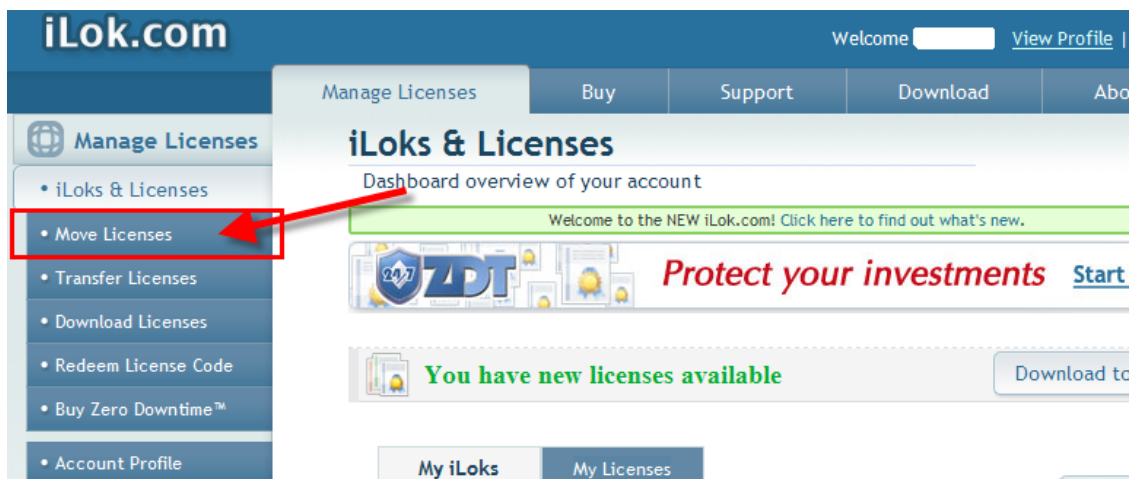 iLok.com
Welcome View Profile |
Manage Licenses Buy Support Download Abo
Manage Licenses
• iLoks & Licenses
• Move Licenses
• Transfer Licenses
• Download Licenses
• Redeem License Code
• Buy Zero Downtime™
• Account Profile
iLoks & Licenses
Dashboard overview of your account
Welcome to the NEW iLok.com! Click here to find out what's new.
24/7 ZDT Protect your investments Start
You have new licenses available Download to
My iLoks My Licenses